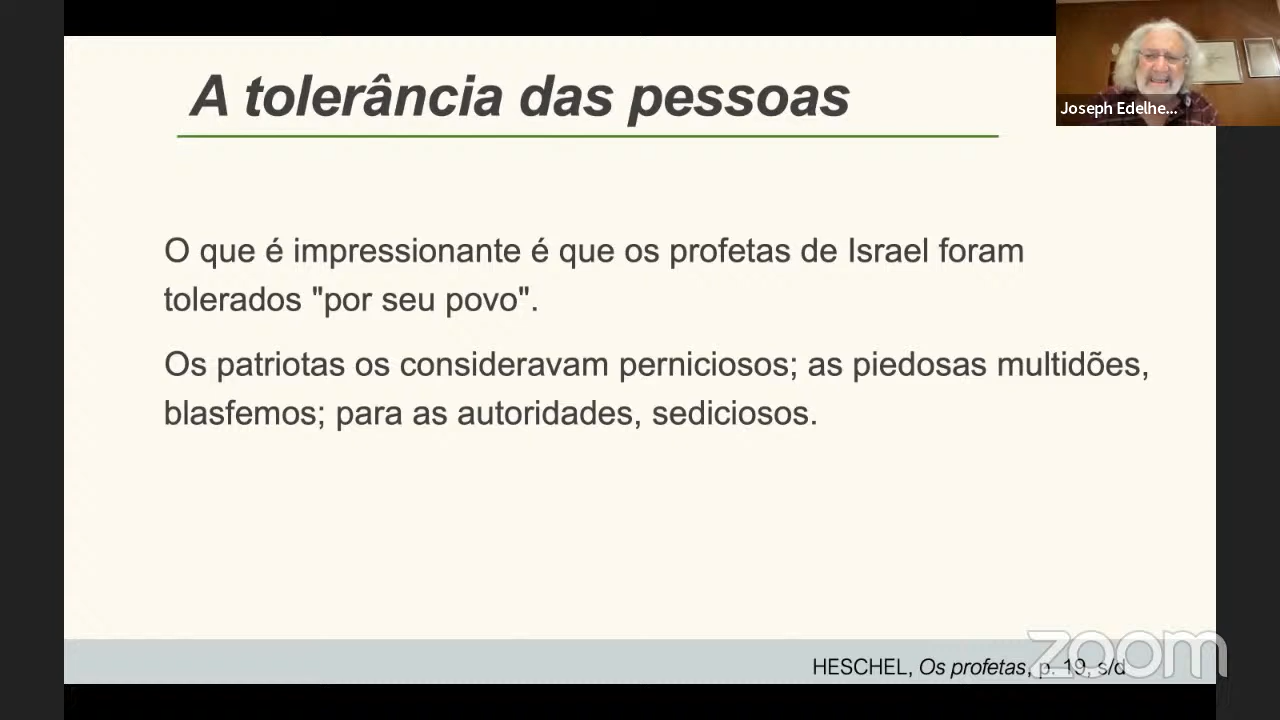 A tolerância das pessoas
Joseph Edelhe...
O que é impressionante é que os profetas de Israel foram
tolerados "por seu povo".
Os patriotas os consideravam perniciosos; as piedosas multidões,
blasfemos; para as autoridades, sediciosos.
HESCHEL, Os profetas, p. 19, s/d
zoom